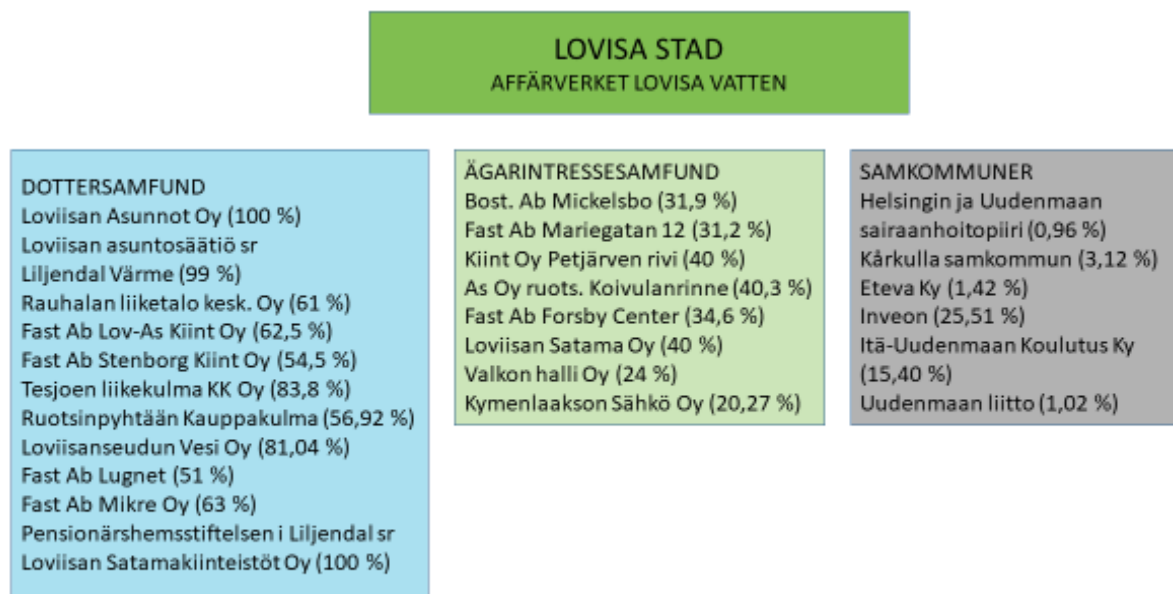 LOVISA STAD
AFFÄRVERKET LOVISA VATTEN
DOTTERSAMFUND
Loviisan Asunnot Oy (100 %)
Loviisan asuntosäätiö sr
Liljendal Värme (99 %)
Rauhalan liiketalo kesk. Oy (61 %)
Fast Ab Lov-As Kiint Oy (62,5 %)
Fast Ab Stenborg Kiint Oy (54,5 %)
Tesjoen liikekulma KK Oy (83,8 %)
Ruotsinpyhtään Kauppakulma (56,92 %)
Loviisanseudun Vesi Oy (81,04 %)
Fast Ab Lugnet (51 %)
Fast Ab Mikre Oy (63 %)
Pensionärshemsstiftelsen i Liljendal sr
Loviisan Satamakiinteistöt Oy (100 %)
ÄGARINTRESSESAMFUND
Bost. Ab Mickelsbo (31,9 %)
Fast Ab Mariegatan 12 (31,2 %)
Kiint Oy Petjärven rivi (40 %)
As Oy ruots. Koivulanrinne (40,3 %)
Fast Ab Forsby Center (34,6 %)
Loviisan Satama Oy (40 %)
Valkon halli Oy (24 %)
Kymenlaakson Sähkö Oy (20,27 %)
SAMKOMMUNER
Helsingin ja Uudenmaan
sairaanhoitopiiri (0,96 %)
Kårkulla samkommun (3,12 %)
Eteva Ky (1,42 %)
Inveon (25,51 %)
Itä-Uudenmaan Koulutus Ky
(15,40 %)
Uudenmaan liitto (1,02 %)